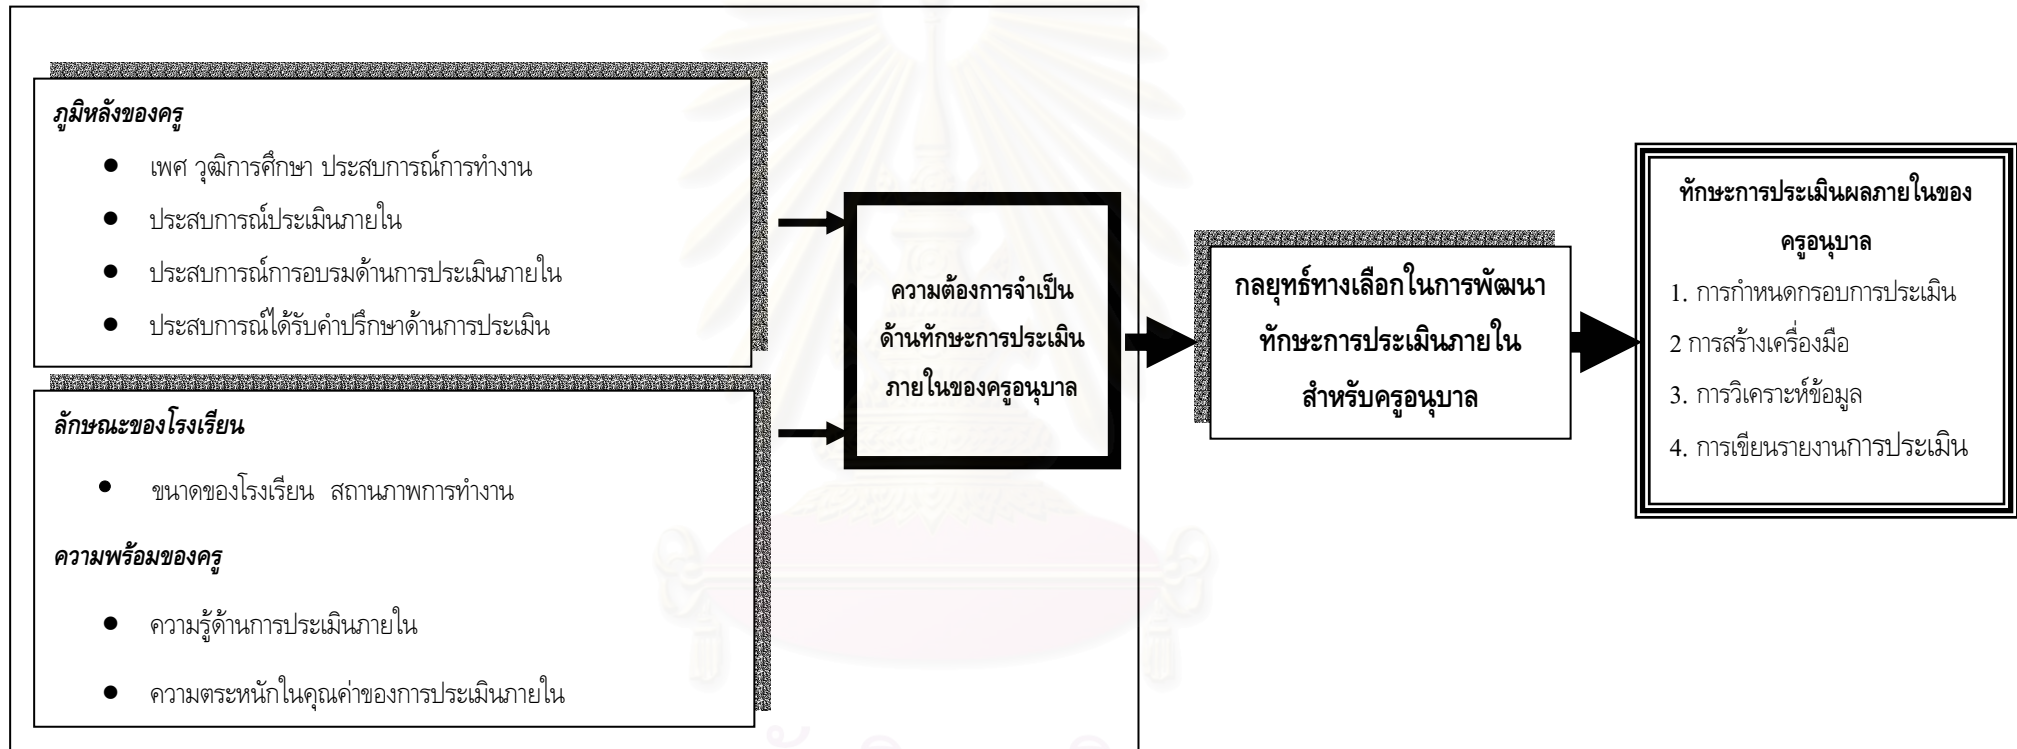 ภูมิหลังของครู
● เพศ วุฒิการศึกษา ประสบการณ์การทำงาน
● ประสบการณ์ประเมินภายใน
● ประสบการณ์การอบรมด้านการประเมินภายใน
● ประสบการณ์ได้รับคำปรึกษาด้านการประเมิน
ลักษณะของโรงเรียน
● ขนาดของโรงเรียน สถานภาพการทำงาน
ความพร้อมของครู
● ความรู้ด้านการประเมินภายใน
● ความตระหนักในคุณค่าของการประเมินภายใน
ความต้องการจำเป็น
ด้านทักษะการประเมิน
ภายในของครูอนุบาล
กลยุทธ์ทางเลือกในการพัฒนา
ทักษะการประเมินภายใน
สำหรับครูอนุบาล
ทักษะการประเมินผลภายในของ
ครูอนุบาล
1. การกำหนดกรอบการประเมิน
2 การสร้างเครื่องมือ
3. การวิเคราะห์ข้อมูล
4. การเขียนรายงานการประเมิน